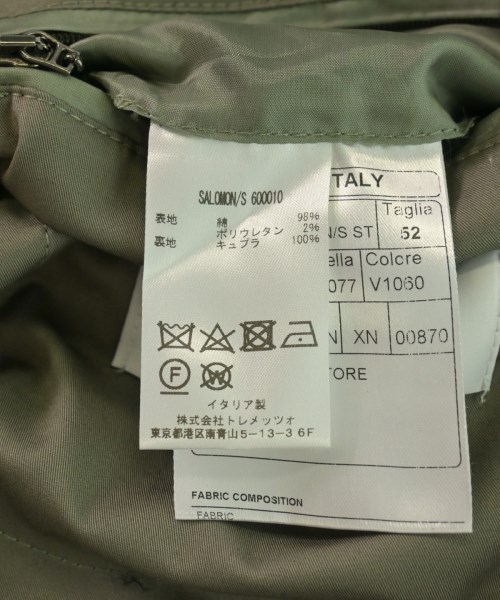 SALOMON/S 600010
表地 綿 98%
ポリウレタン 2%
裏地 キュプラ 100%
F
W
イタリア製
株式会社トレメッツォ
東京都港区南青山5-13-3 6F
ITALY
Taglia
N/S ST 52
ella Colore
077 V1060
N XN 00870
TORE
FABRIC COMPOSITION
FABRIC